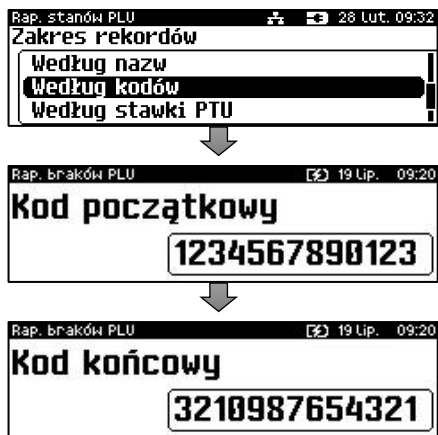 Rap. stanów PLU 28 Lut. 09:32
Zakres rekordów
Według nazw
Według kodów
Według stawki PTU
Rap. braków PLU 19 Lip. 09:20
Kod początkowy
1234567890123
Rap. braków PLU 19 Lip. 09:20
Kod końcowy
3210987654321